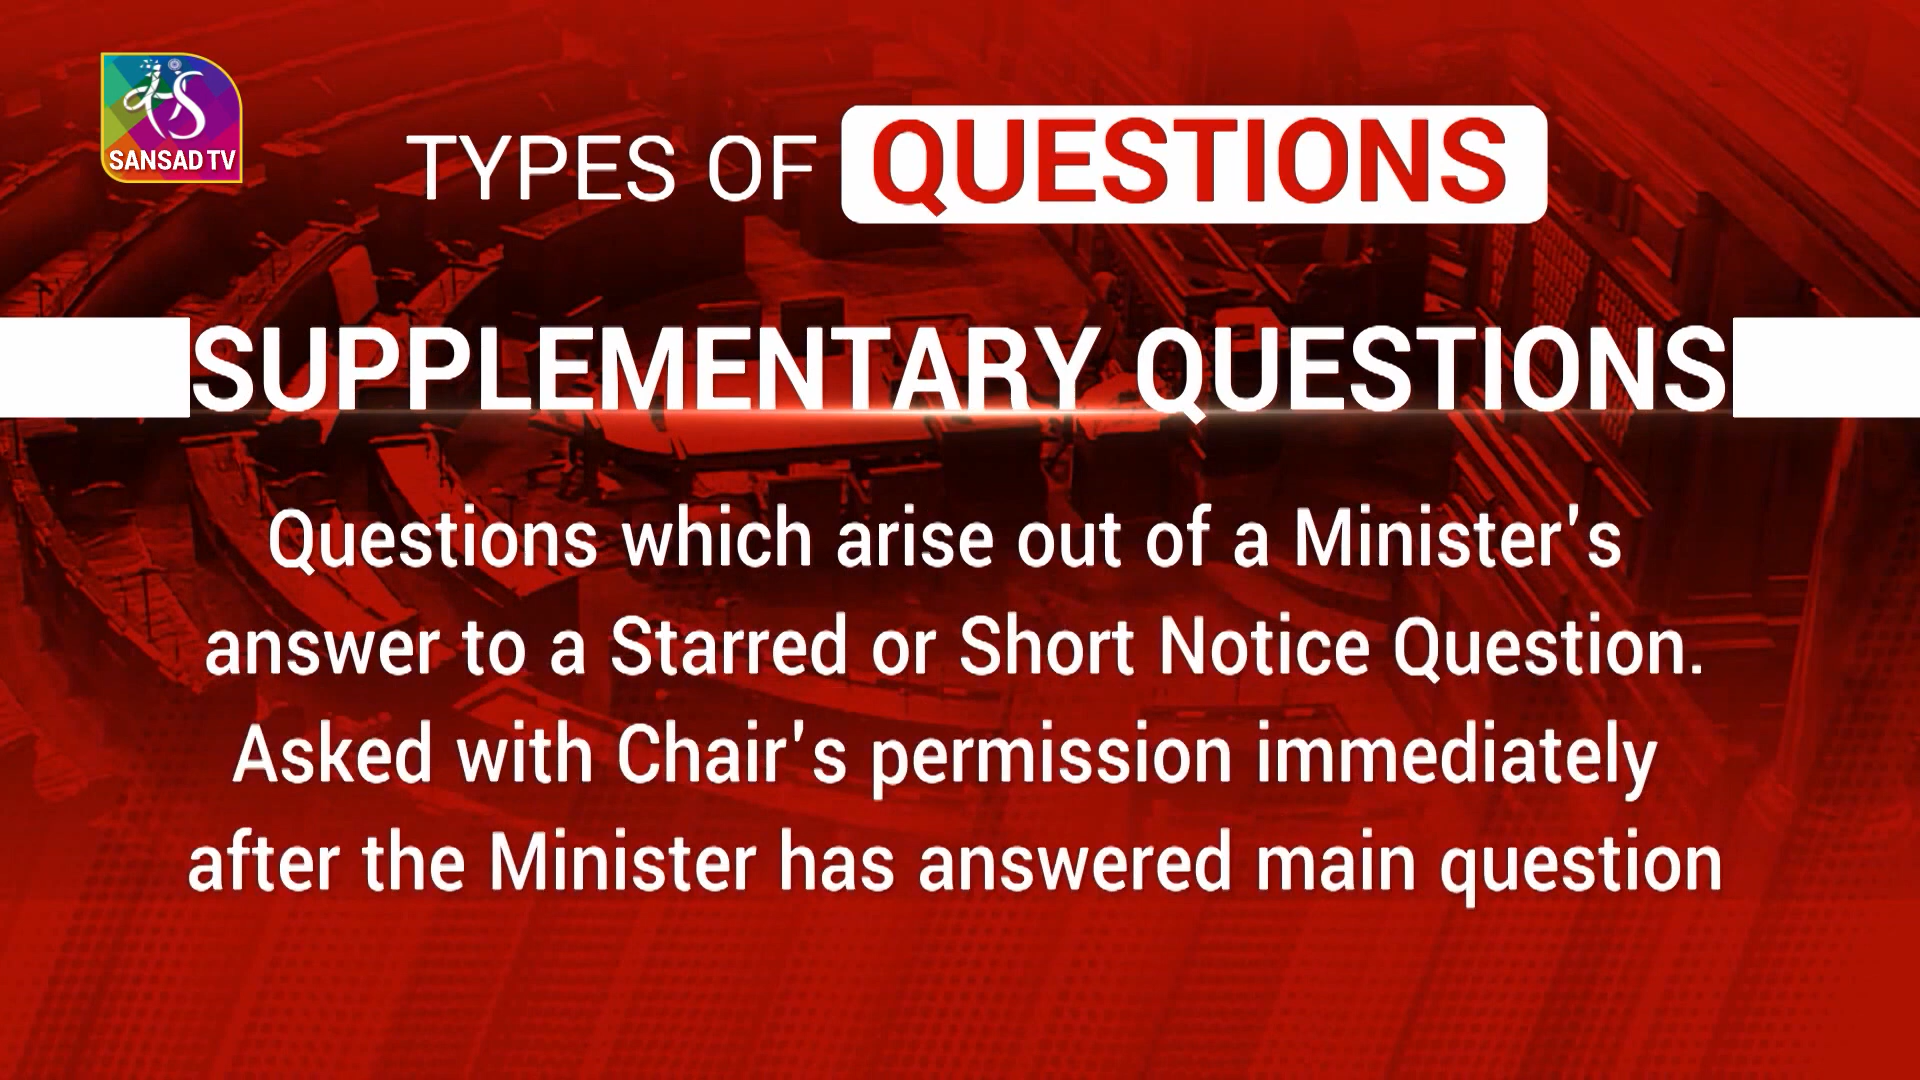 SANSAD TV
TYPES OF QUESTIONS
SUPPLEMENTARY QUESTIONS
Questions which arise out of a Minister's
answer to a Starred or Short Notice Question.
Asked with Chair's permission immediately
after the Minister has answered main question